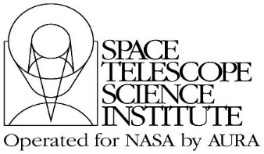 SPACE
TELESCOPE
SCIENCE
INSTITUTE
Operated for NASA by AURA